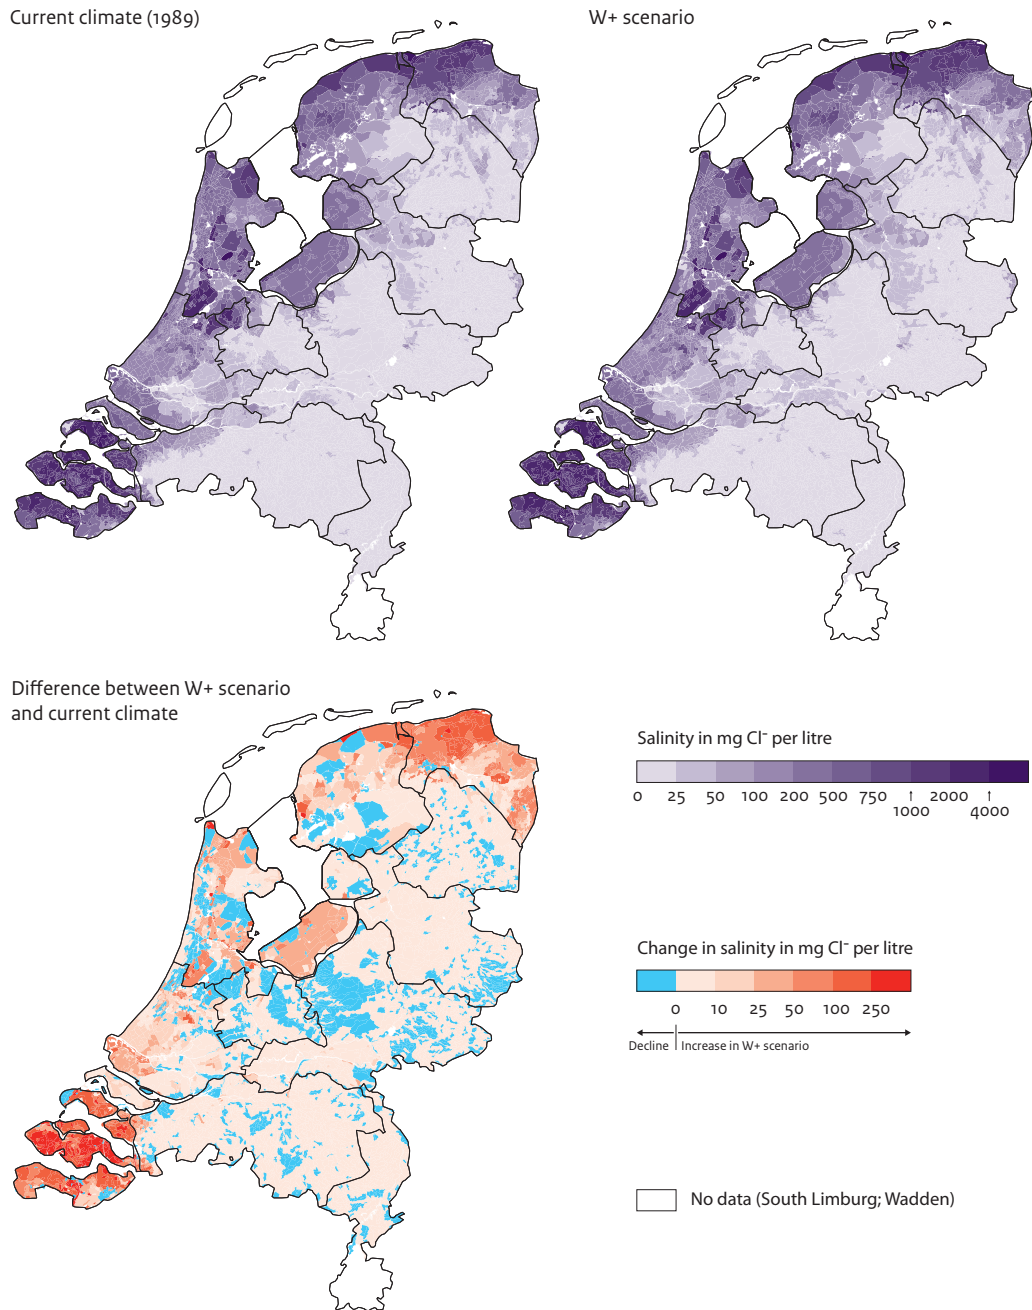 Current climate (1989)
W+ scenario
Difference between W+ scenario
and current climate
Salinity in mg Cl⁻ per litre
0 25 50 100 200 500 750 ↑ 2000 ↑
1000 4000
Change in salinity in mg Cl⁻ per litre
0 10 25 50 100 250
Decline Increase in W+ scenario
No data (South Limburg; Wadden)